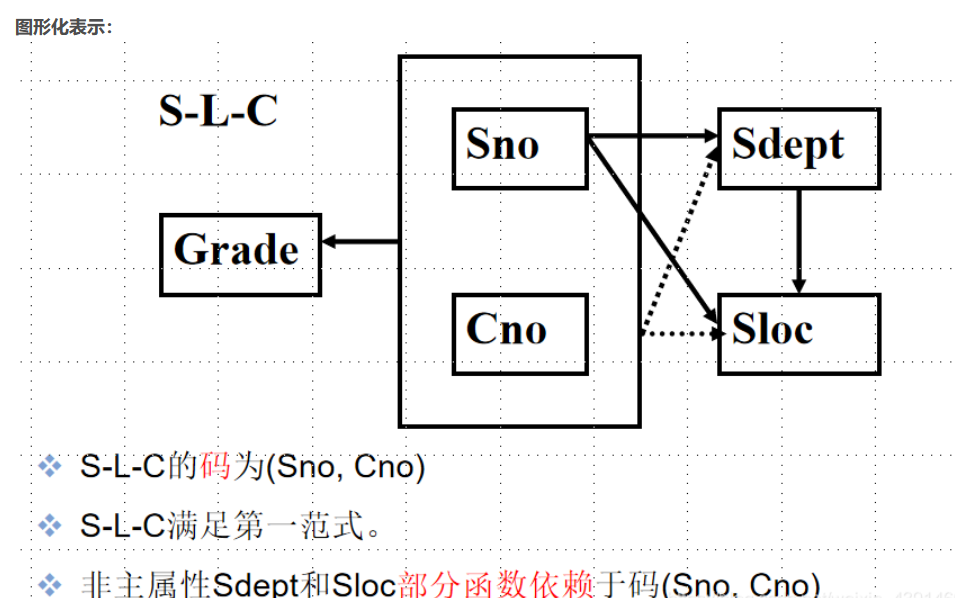 图形化表示：
S-L-C
Sno
Sdept
Grade
Cno
Sloc
S-L-C的码为(Sno, Cno)
S-L-C满足第一范式。
非主属性Sdept和Sloc部分函数依赖于码(Sno, Cno)